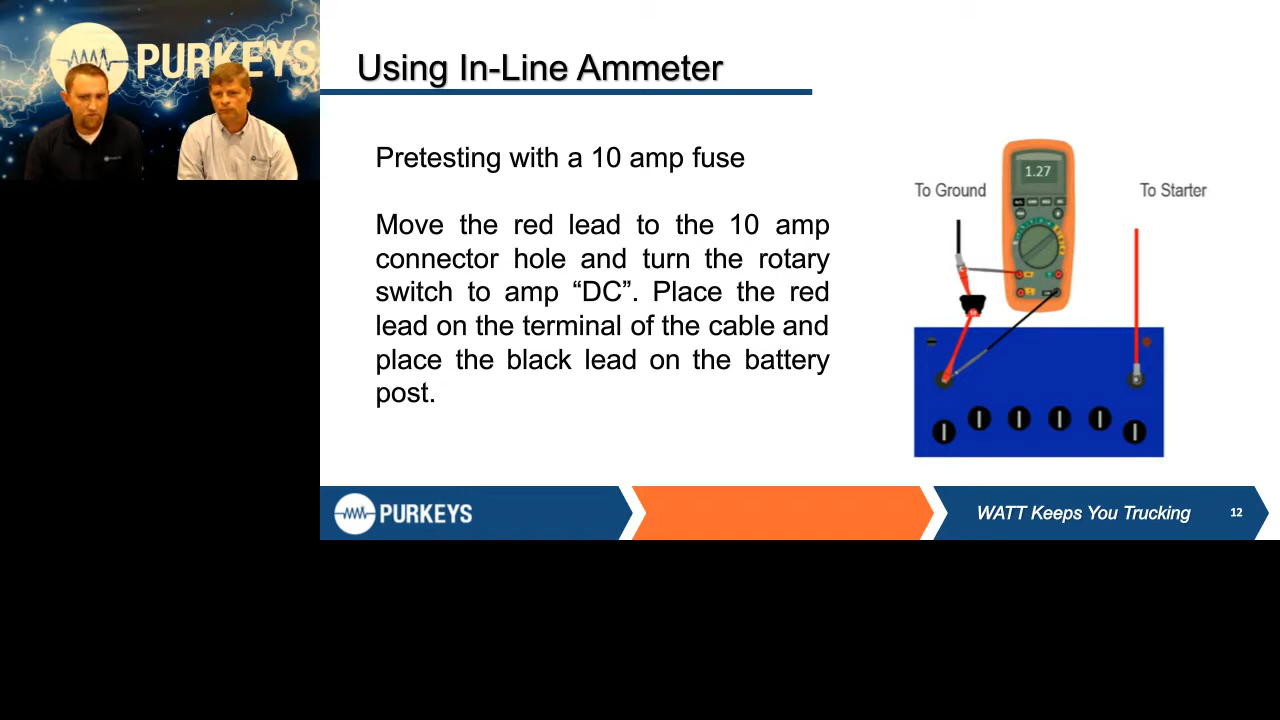 PURKEYS
Using In-Line Ammeter
Pretesting with a 10 amp fuse
Move the red lead to the 10 amp
connector hole and turn the rotary
switch to amp “DC”. Place the red
lead on the terminal of the cable and
place the black lead on the battery
post.
To Ground
1.27
To Starter
PURKEYS
WATT Keeps You Trucking
12